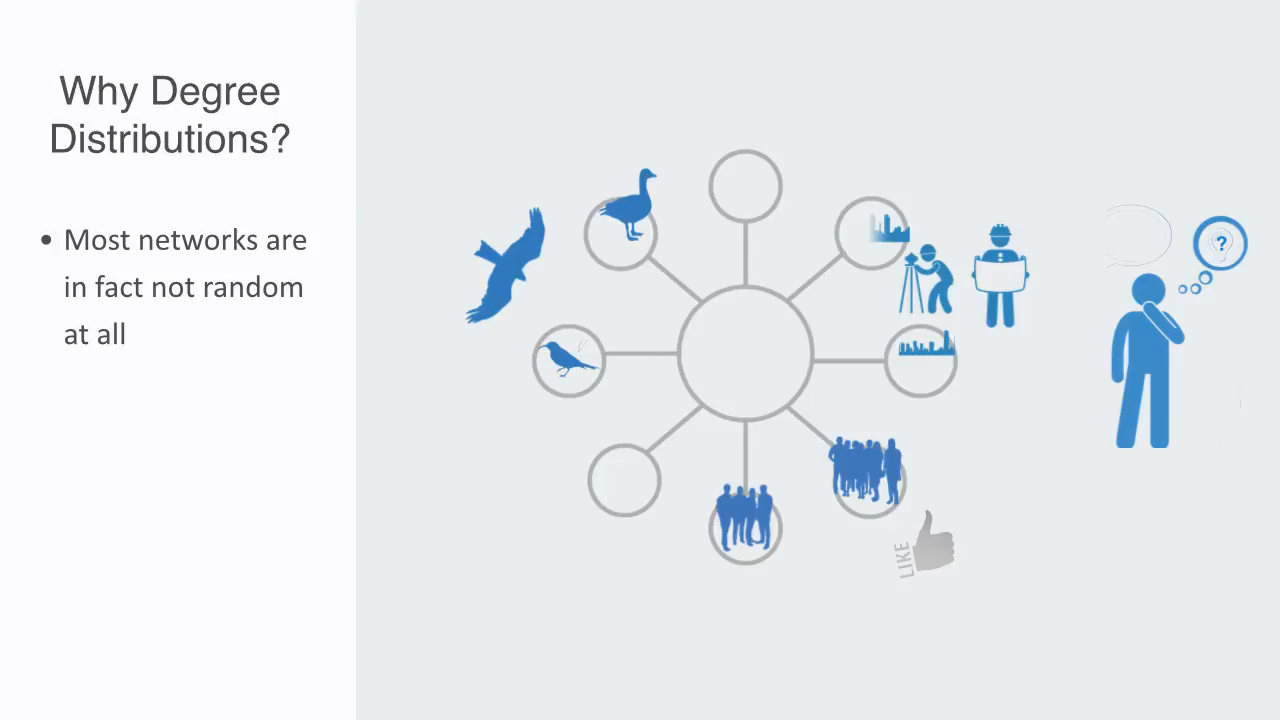 Why Degree
Distributions?
• Most networks are
in fact not random
at all
?
LIKE